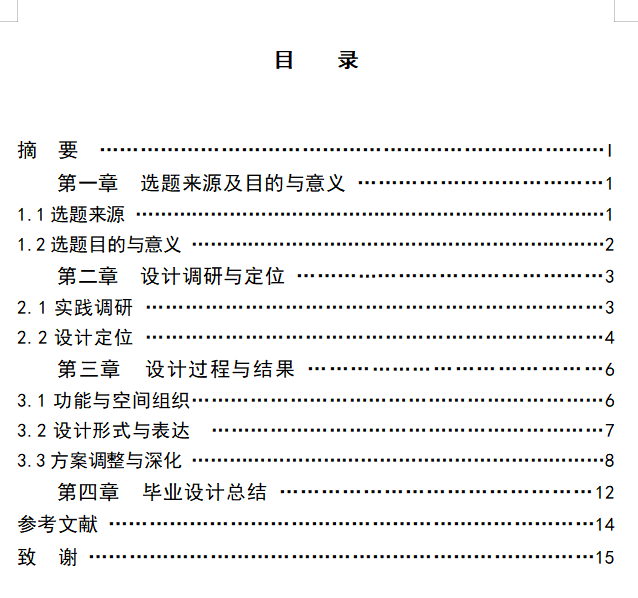 目　　录
摘　要 ………………………………………………………………I
第一章　选题来源及目的与意义 ………………………………1
1.1选题来源 ……………………………………………………………1
1.2选题目的与意义 ……………………………………………………2
第二章　设计调研与定位 ………………………………………3
2.1 实践调研 ……………………………………………………………3
2.2 设计定位 ……………………………………………………………4
第三章　设计过程与结果 ………………………………………6
3.1 功能与空间组织……………………………………………………6
3.2 设计形式与表达 ……………………………………………………7
3.3 方案调整与深化 ……………………………………………………8
第四章　毕业设计总结 …………………………………………12
参考文献 ………………………………………………………………14
致　谢 …………………………………………………………………15